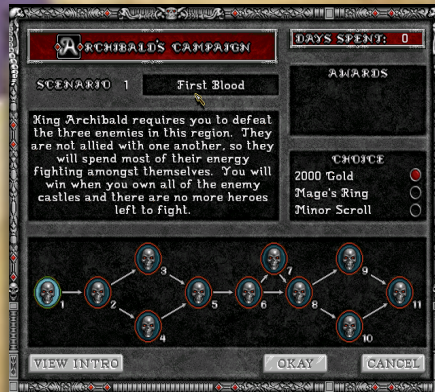 ARCHIBALD'S CAMPAIGN
DAYS SPENT: 0
SCENARIO 1 First Blood
AWARDS
King Archibald requires you to defeat
the three enemies in this region. They
are not allied with one another, so they
will spend most of their energy
fighting amongst themselves. You will
win when you own all of the enemy
castles and there are no more heroes
left to fight.
CHOICE
2000 Gold
Mage's Ring
Minor Scroll
1
2
3
4
5
6
7
8
9
10
11
VIEW INTRO
OKAY
CANCEL